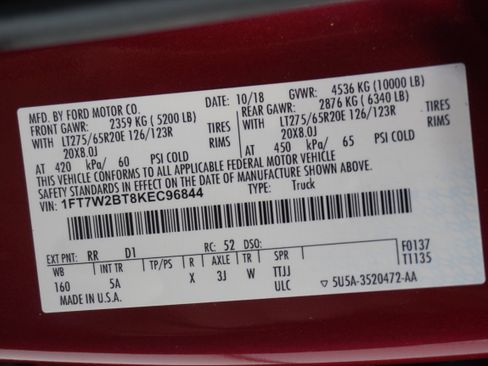 MFD. BY FORD MOTOR CO.
DATE: 10/18 GVWR: 4536 KG (10000 LB)
FRONT GAWR: 2359 KG (5200 LB) REAR GAWR: 2876 KG (6340 LB)
WITH LT275/65R20E 126/123R TIRES WITH LT275/65R20E 126/123R TIRES
20X8.0J RIMS 20X8.0J RIMS
AT 420 kPa/ 60 PSI COLD AT 450 kPa/ 65 PSI COLD
THIS VEHICLE CONFORMS TO ALL APPLICABLE FEDERAL MOTOR VEHICLE
SAFETY STANDARDS IN EFFECT ON THE DATE OF MANUFACTURE SHOWN ABOVE.
VIN: 1FT7W2BT8KEC96844 TYPE: Truck
EXT PNT: RR D1 RC: 52 DSO: F0137
WB INT TR TP/PS R AXLE TR SPR T1135
160 5A X 3J W TTJJ
MADE IN U.S.A. ULC ▽ 5U5A-3520472-AA